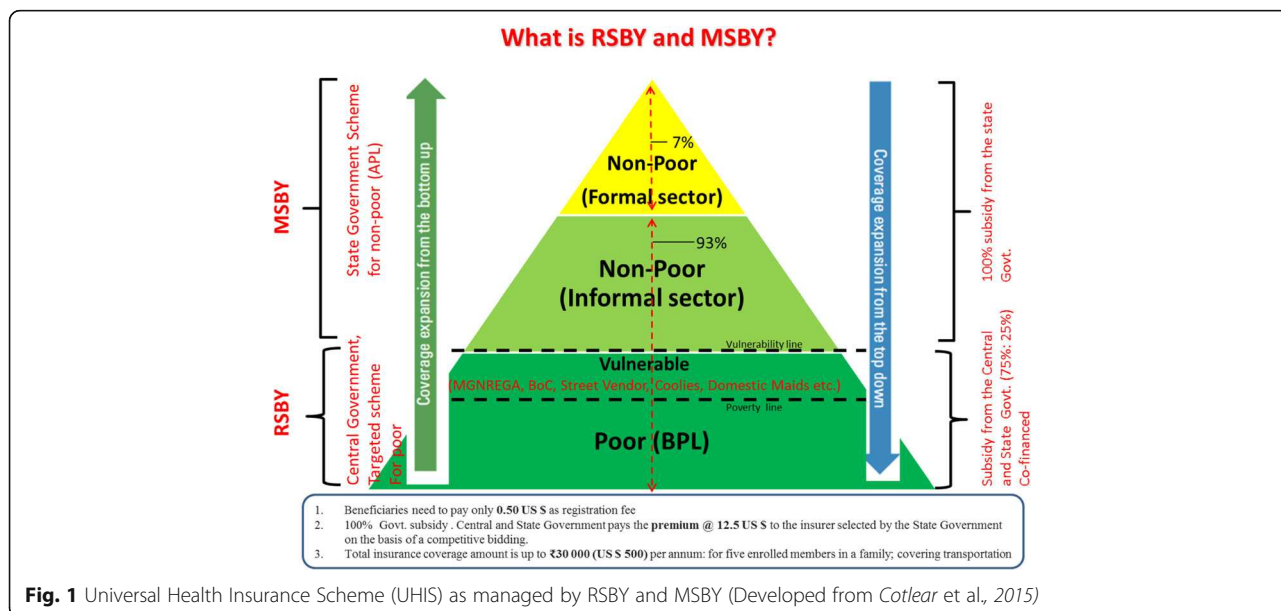 What is RSBY and MSBY?
MSBY
State Government Scheme
for non-poor (APL)
RSBY
Central Government,
Targeted scheme
For poor
Coverage expansion from the bottom up
7%
Non-Poor
(Formal sector)
93%
Non-Poor
(Informal sector)
Vulnerability line
Vulnerable
(MGNREGA, BoC, Street Vendor, Coolies, Domestic Maids etc.)
Poverty line
Poor (BPL)
Coverage expansion from the top down
100% subsidy from the state
Govt.
Subsidy from the Central
and State Govt. (75%: 25%)
Co-financed
1. Beneficiaries need to pay only 0.50 US $ as registration fee
2. 100% Govt. subsidy . Central and State Government pays the premium @ 12.5 US $ to the insurer selected by the State Government
on the basis of a competitive bidding.
3. Total insurance coverage amount is up to ₹30 000 (US $ 500) per annum: for five enrolled members in a family; covering transportation
Fig. 1 Universal Health Insurance Scheme (UHIS) as managed by RSBY and MSBY (Developed from Cotlear et al., 2015)